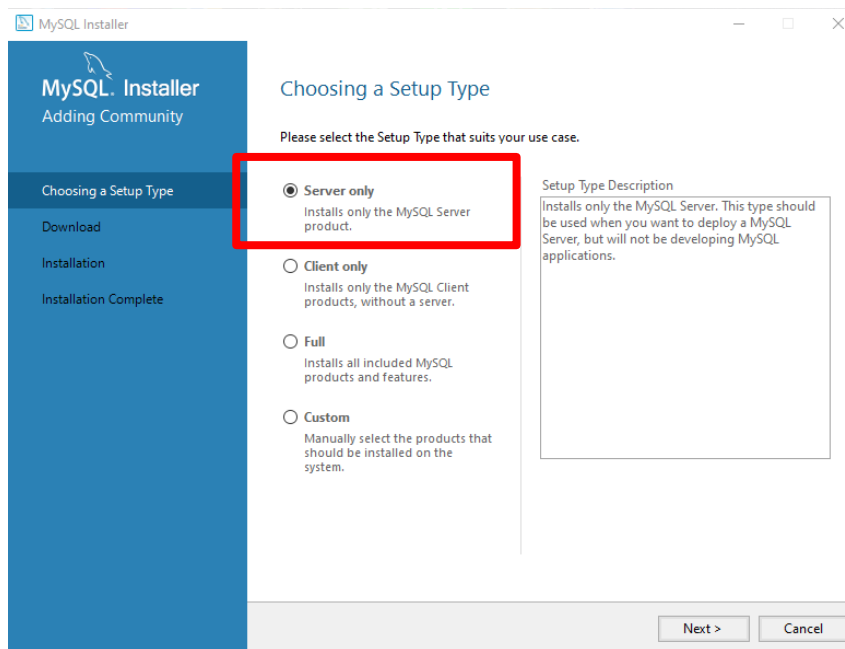 MySQL Installer
MySQL. Installer
Adding Community
Choosing a Setup Type
Download
Installation
Installation Complete
Choosing a Setup Type
Please select the Setup Type that suits your use case.
Server only
Installs only the MySQL Server
product.
Client only
Installs only the MySQL Client
products, without a server.
Full
Installs all included MySQL
products and features.
Custom
Manually select the products that
should be installed on the
system.
Setup Type Description
Installs only the MySQL Server. This type should
be used when you want to deploy a MySQL
Server, but will not be developing MySQL
applications.
Next >
Cancel